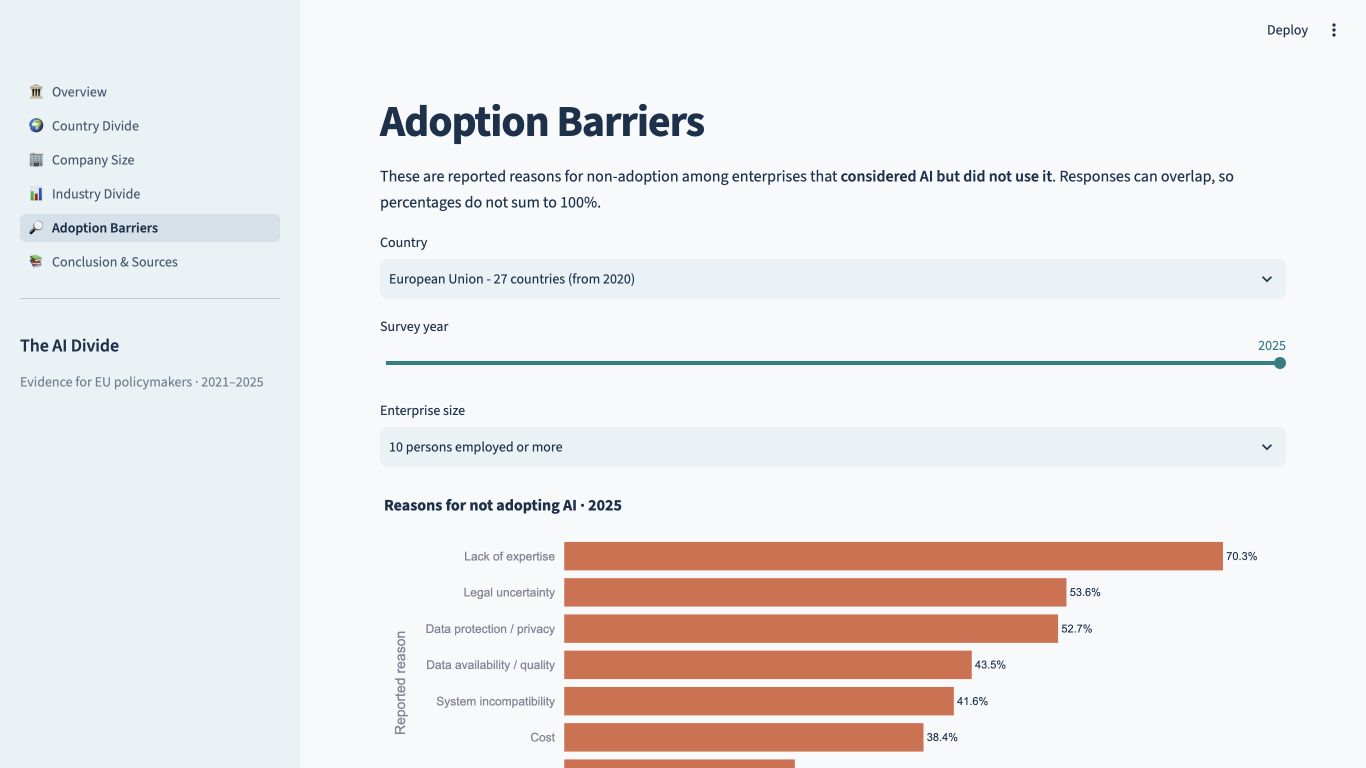 Deploy
Overview
Country Divide
Company Size
Industry Divide
Adoption Barriers
Conclusion & Sources
The AI Divide
Evidence for EU policymakers · 2021–2025
Adoption Barriers
These are reported reasons for non-adoption among enterprises that considered AI but did not use it. Responses can overlap, so
percentages do not sum to 100%.
Country
European Union - 27 countries (from 2020)
Survey year
2025
Enterprise size
10 persons employed or more
Reasons for not adopting AI · 2025
Reported reason
Lack of expertise 70.3%
Legal uncertainty 53.6%
Data protection / privacy 52.7%
Data availability / quality 43.5%
System incompatibility 41.6%
Cost 38.4%